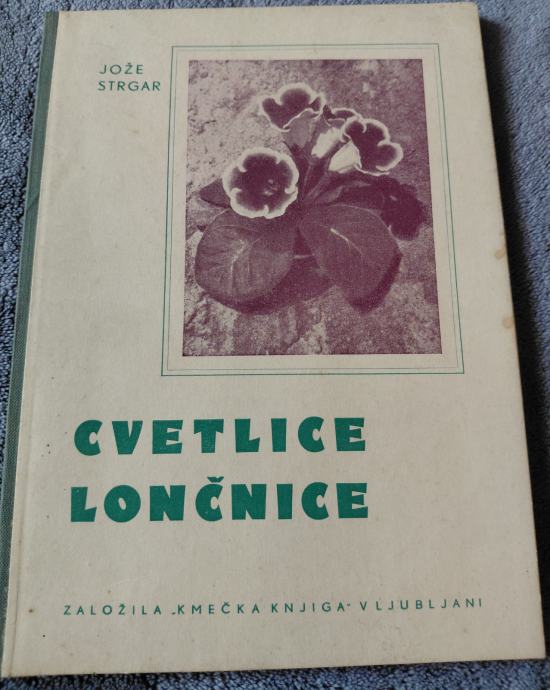 JOŽE
STRGAR
CVETLICE
LONČNICE
ZALOŽILA „KMEČKA KNJIGA“ V LJUBLJANI